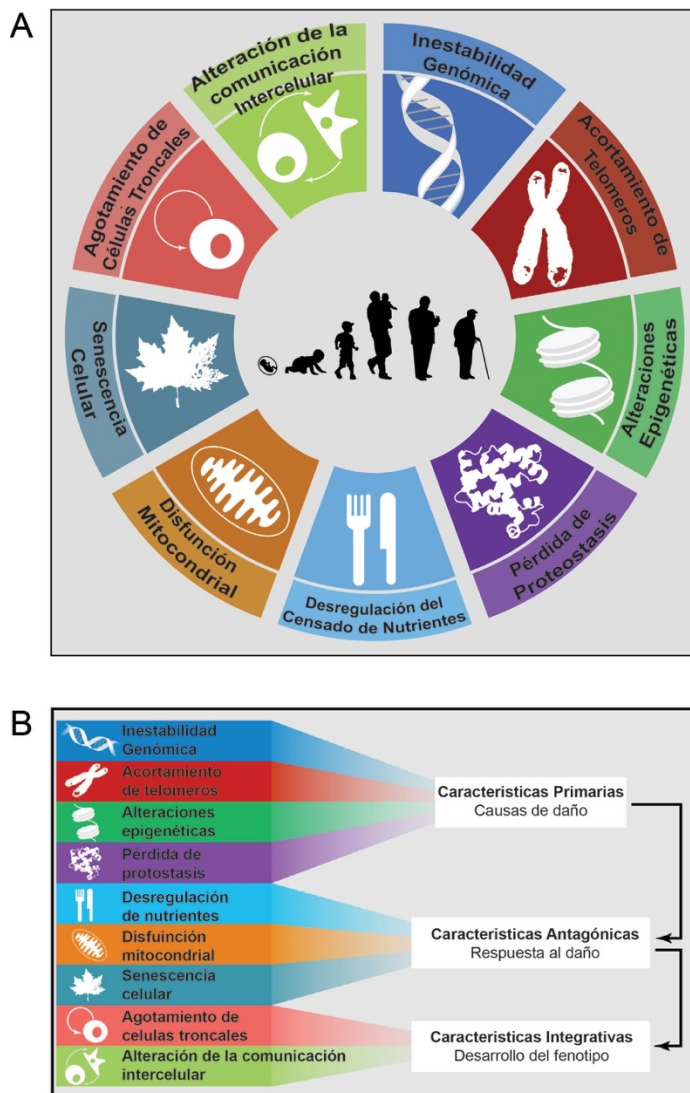 A
Alteración de la
comunicación
Intercelular
Inestabilidad
Genómica
Acortamiento de
Telomeros
Alteraciones
Epigenéticas
Pérdida de
Proteostasis
Desregulación del
Censado de Nutrientes
Disfunción
Mitocondrial
Senescencia
Celular
Agotamiento de
Células Troncales
B
Inestabilidad
Genómica
Acortamiento
de telomeros
Alteraciones
epigenéticas
Pérdida de
protostasis
Desregulación
de nutrientes
Disfuinción
mitocondrial
Senescencia
celular
Agotamiento de
celulas troncales
Alteración de la comunicación
intercelular
Caracteristicas Primarias
Causas de daño
Caracteristicas Antagónicas
Respuesta al daño
Caracteristicas Integrativas
Desarrollo del fenotipo